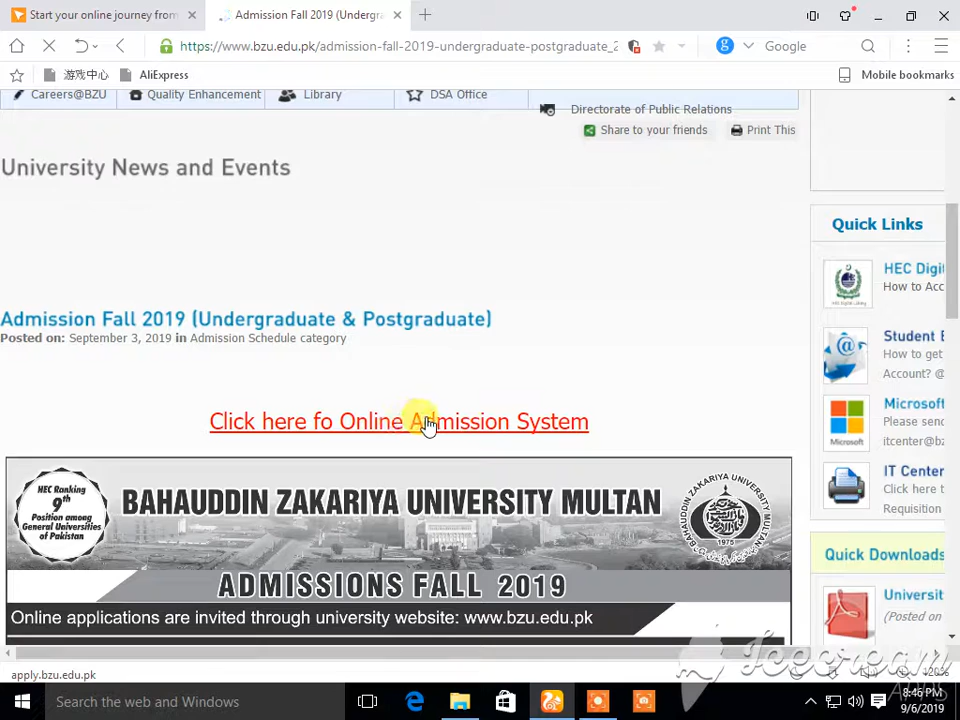 Start your online journey from
Admission Fall 2019 (Undergra
https://www.bzu.edu.pk/admission-fall-2019-undergraduate-postgraduate_2
Google
游戏中心
AliExpress
Mobile bookmarks
Careers@BZU
Quality Enhancement
Library
DSA Office
Directorate of Public Relations
Share to your friends
Print This
University News and Events
Quick Links
HEC Digi
How to Acc
Admission Fall 2019 (Undergraduate & Postgraduate)
Posted on: September 3, 2019 in Admission Schedule category
Student E
How to get
Account? @
Click here fo Online Admission System
Microsoft
Please send
itcenter@bz
Microsoft
IT Center
Click here t
Requisition
HEC Ranking
9th
Position among
General Universities
of Pakistan
BAHAUDDIN ZAKARIYA UNIVERSITY MULTAN
1975
ADMISSIONS FALL 2019
Online applications are invited through university website: www.bzu.edu.pk
Quick Downloads
Universit
(Posted on
apply.bzu.edu.pk
120%
Icecream
Apps
Search the web and Windows
8:46 PM
9/6/2019